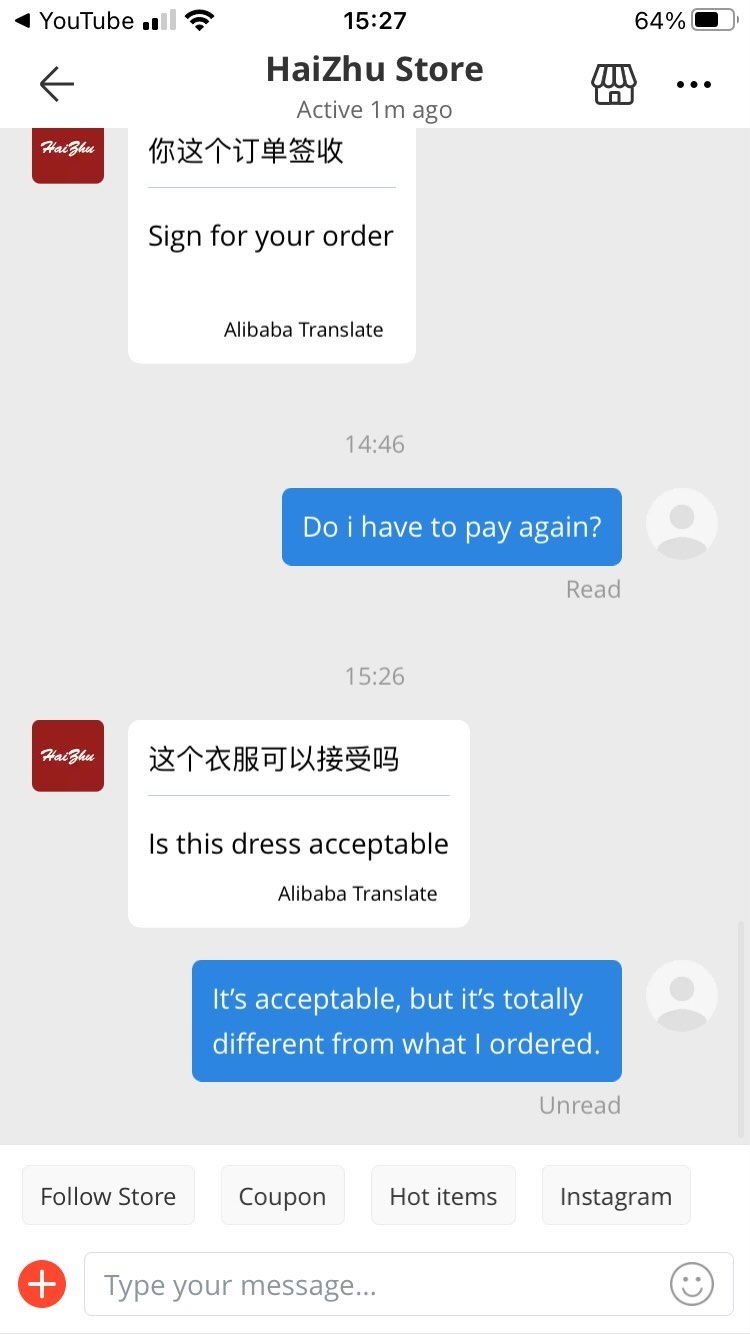 YouTube 15:27 64%
HaiZhu Store
Active 1m ago
HaiZhu
你这个订单签收
Sign for your order
Alibaba Translate
14:46
Do i have to pay again?
Read
15:26
HaiZhu
这个衣服可以接受吗
Is this dress acceptable
Alibaba Translate
It’s acceptable, but it’s totally
different from what I ordered.
Unread
Follow Store Coupon Hot items Instagram
Type your message...